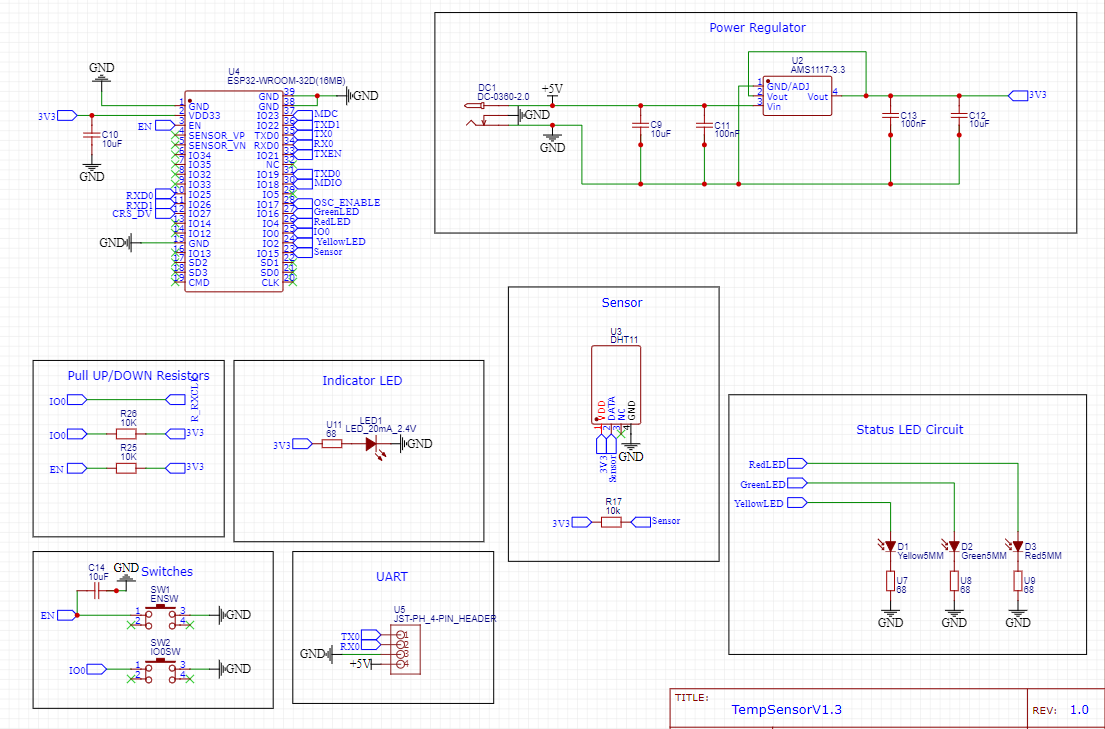 Power Regulator
U2
AMS1117-3.3
1 GND/ADJ
2 Vout
3 Vin
Vout 4
DC1
DC-0360-2.0
+5V
GND
GND
C9
10uF
C11
100nF
C13
100nF
C12
10uF
3V3
GND
U4
ESP32-WROOM-32D(16MB)
3V3
C10
10uF
GND
EN
RXD0
RXD1
CRS_DV
GND
1 GND
2 VDD33
3 EN
4 SENSOR_VP
5 SENSOR_VN
6 IO34
7 IO35
8 IO32
9 IO33
10 IO25
11 IO26
12 IO27
13 IO14
14 IO12
15 GND
16 IO13
17 SD2
18 SD3
19 CMD
GND 39
GND 38
IO23 37 MDC
IO22 36 TXD1
TXD0 35 TX0
RXD0 34 RX0
IO21 33 TXEN
NC 32
IO19 31 TXD0
IO18 30 MDIO
IO5 29
IO17 28 OSC_ENABLE
IO16 27 GreenLED
IO4 26 RedLED
IO0 25 IO0
IO2 24 YellowLED
IO15 23 Sensor
SD1 22
SD0 21
CLK 20
GND
Sensor
U3
DHT11
VDD
DATA
NC
GND
1
2
3
4
3V3
Sensor
GND
R17
10k
3V3
Sensor
Pull UP/DOWN Resistors
IO0
R_RXCLK
R26
10K
IO0
3V3
R25
10K
EN
3V3
Indicator LED
3V3
U11
68
LED1
LED_20mA_2.4V
GND
Status LED Circuit
RedLED
GreenLED
YellowLED
D1
Yellow5MM
D2
Green5MM
D3
Red5MM
U7
68
U8
68
U9
68
GND
GND
GND
Switches
C14
10uF
GND
SW1
ENSW
EN
1
2
3
4
GND
SW2
IO0SW
IO0
1
2
3
4
GND
UART
U5
JST-PH_4-PIN_HEADER
TX0
RX0
GND
+5V
1
2
3
4
TITLE:
TempSensorV1.3
REV: 1.0